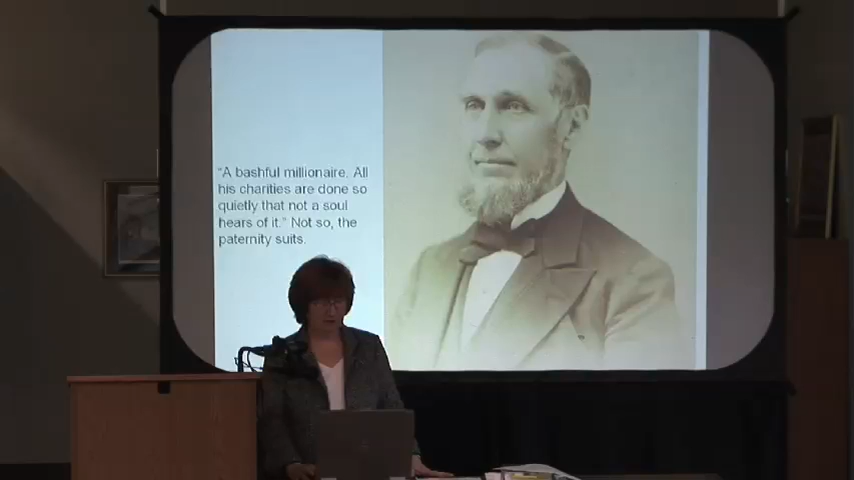 "A bashful millionaire. All
his charities are done so
quietly that not a soul
hears of it." Not so, the
paternity suits.